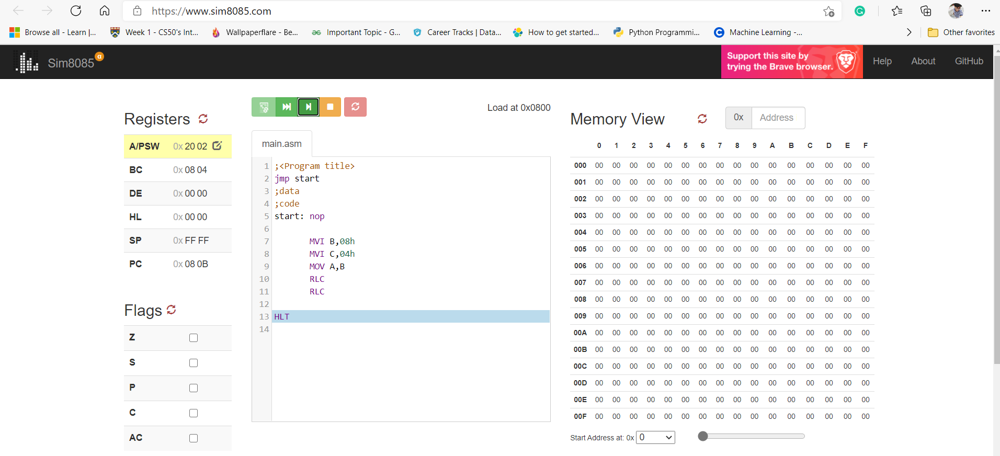 https://www.sim8085.com
Browse all - Learn |... Week 1 - CS50's Int... Wallpaperflare - Be... Important Topic - G... Career Tracks | Data... How to get started... Python Programmi... Machine Learning -... Other favorites
Sim8085 α
Support this site by
trying the Brave browser.
Help About GitHub
Load at 0x0800
Registers
A/PSW 0x 20 02
BC 0x 08 04
DE 0x 00 00
HL 0x 00 00
SP 0x FF FF
PC 0x 08 0B
Flags
Z
S
P
C
AC
main.asm
1 ;<Program title>
2 jmp start
3 ;data
4 ;code
5 start: nop
6
7 MVI B,08h
8 MVI C,04h
9 MOV A,B
10 RLC
11 RLC
12
13 HLT
14
Memory View 0x Address
0 1 2 3 4 5 6 7 8 9 A B C D E F
000 00 00 00 00 00 00 00 00 00 00 00 00 00 00 00 00
001 00 00 00 00 00 00 00 00 00 00 00 00 00 00 00 00
002 00 00 00 00 00 00 00 00 00 00 00 00 00 00 00 00
003 00 00 00 00 00 00 00 00 00 00 00 00 00 00 00 00
004 00 00 00 00 00 00 00 00 00 00 00 00 00 00 00 00
005 00 00 00 00 00 00 00 00 00 00 00 00 00 00 00 00
006 00 00 00 00 00 00 00 00 00 00 00 00 00 00 00 00
007 00 00 00 00 00 00 00 00 00 00 00 00 00 00 00 00
008 00 00 00 00 00 00 00 00 00 00 00 00 00 00 00 00
009 00 00 00 00 00 00 00 00 00 00 00 00 00 00 00 00
00A 00 00 00 00 00 00 00 00 00 00 00 00 00 00 00 00
00B 00 00 00 00 00 00 00 00 00 00 00 00 00 00 00 00
00C 00 00 00 00 00 00 00 00 00 00 00 00 00 00 00 00
00D 00 00 00 00 00 00 00 00 00 00 00 00 00 00 00 00
00E 00 00 00 00 00 00 00 00 00 00 00 00 00 00 00 00
00F 00 00 00 00 00 00 00 00 00 00 00 00 00 00 00 00
Start Address at: 0x 0